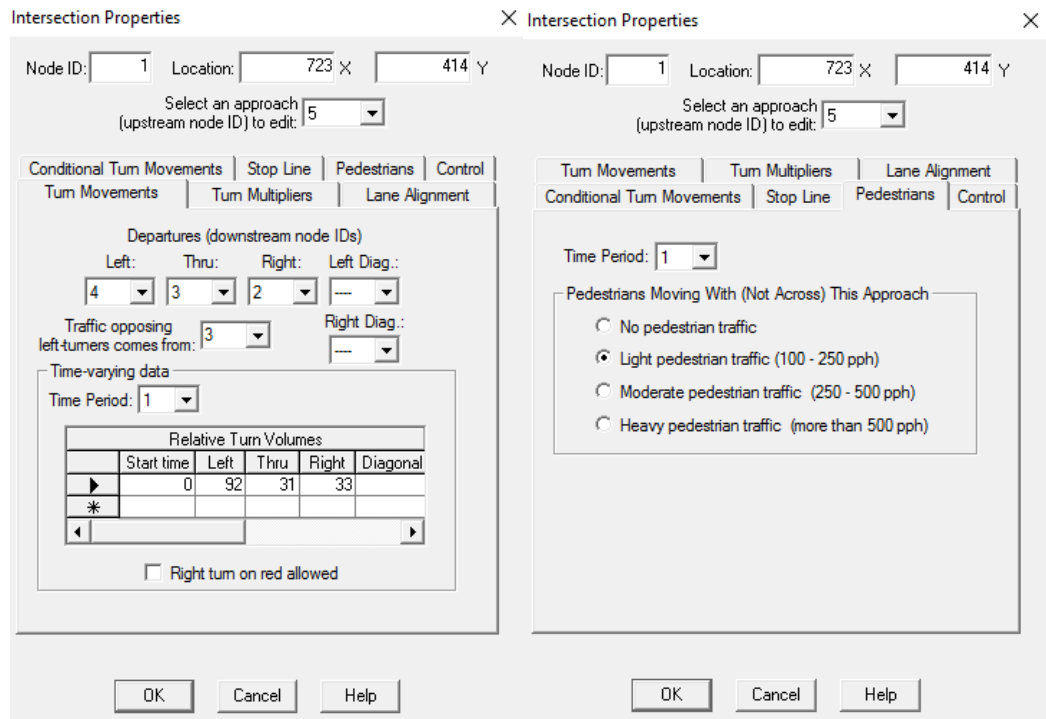 Intersection Properties
Node ID: 1 Location: 723 X 414 Y
Select an approach
(upstream node ID) to edit: 5
Conditional Turn Movements Stop Line Pedestrians Control
Turn Movements Turn Multipliers Lane Alignment
Departures (downstream node IDs)
Left: Thru: Right: Left Diag.:
4 3 2 ----
Traffic opposing
left-turners comes from: 3
Right Diag.:
----
Time-varying data
Time Period: 1
Relative Turn Volumes
Start time Left Thru Right Diagonal
0 92 31 33
*
Right turn on red allowed
OK Cancel Help
Intersection Properties
Node ID: 1 Location: 723 X 414 Y
Select an approach
(upstream node ID) to edit: 5
Turn Movements Turn Multipliers Lane Alignment
Conditional Turn Movements Stop Line Pedestrians Control
Time Period: 1
Pedestrians Moving With (Not Across) This Approach
No pedestrian traffic
Light pedestrian traffic (100 - 250 pph)
Moderate pedestrian traffic (250 - 500 pph)
Heavy pedestrian traffic (more than 500 pph)
OK Cancel Help